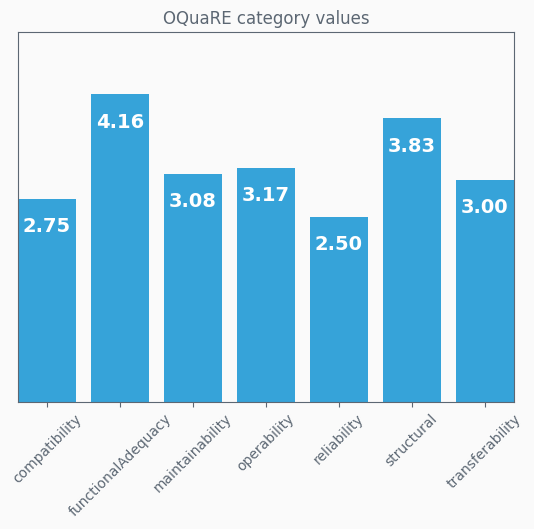 OQuaRE category values
2.75
4.16
3.08
3.17
2.50
3.83
3.00
compatibility
functionalAdequacy
maintainability
operability
reliability
structural
transferability